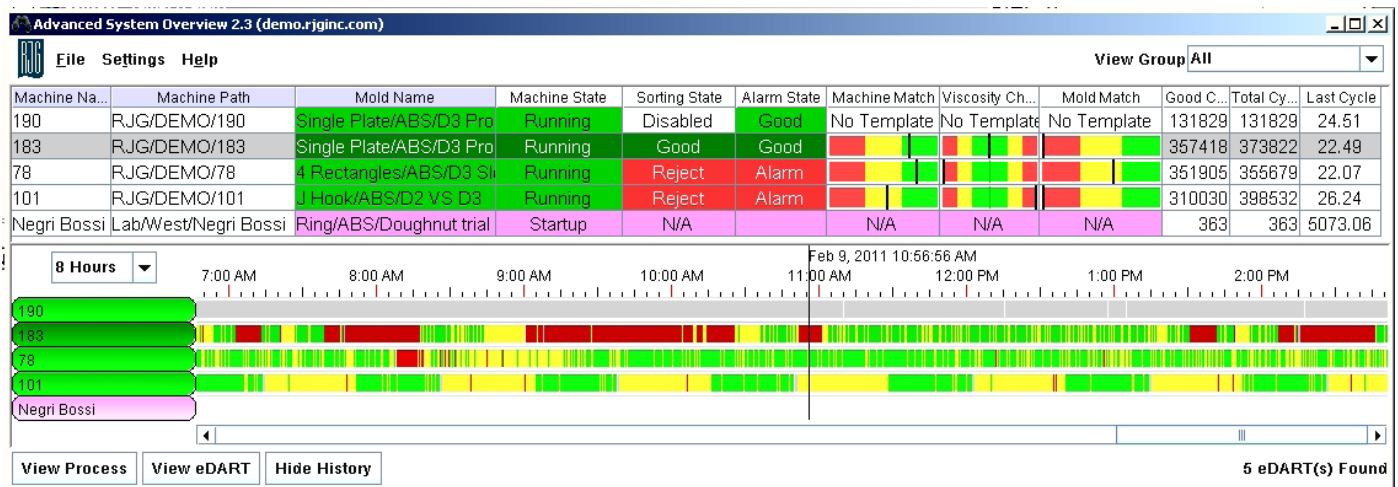 Advanced System Overview 2.3 (demo.rjginc.com)
RJG File Settings Help View Group All
Machine Na... Machine Path Mold Name Machine State Sorting State Alarm State Machine Match Viscosity Ch... Mold Match Good C... Total Cy... Last Cycle
190 RJG/DEMO/190 Single Plate/ABS/D3 Pro Running Disabled Good No Template No Template No Template 131829 131829 24.51
183 RJG/DEMO/183 Single Plate/ABS/D3 Pro Running Good Good 357418 373822 22.49
78 RJG/DEMO/78 4 Rectangles/ABS/D3 Sl Running Reject Alarm 351905 355679 22.07
101 RJG/DEMO/101 J Hook/ABS/D2 VS D3 Running Reject Alarm 310030 398532 26.24
Negri Bossi Lab/West/Negri Bossi Ring/ABS/Doughnut trial Startup N/A N/A N/A N/A 363 363 5073.06
Feb 9, 2011 10:56:56 AM
8 Hours 7:00 AM 8:00 AM 9:00 AM 10:00 AM 11:00 AM 12:00 PM 1:00 PM 2:00 PM
190
183
78
101
Negri Bossi
View Process View eDART Hide History 5 eDART(s) Found